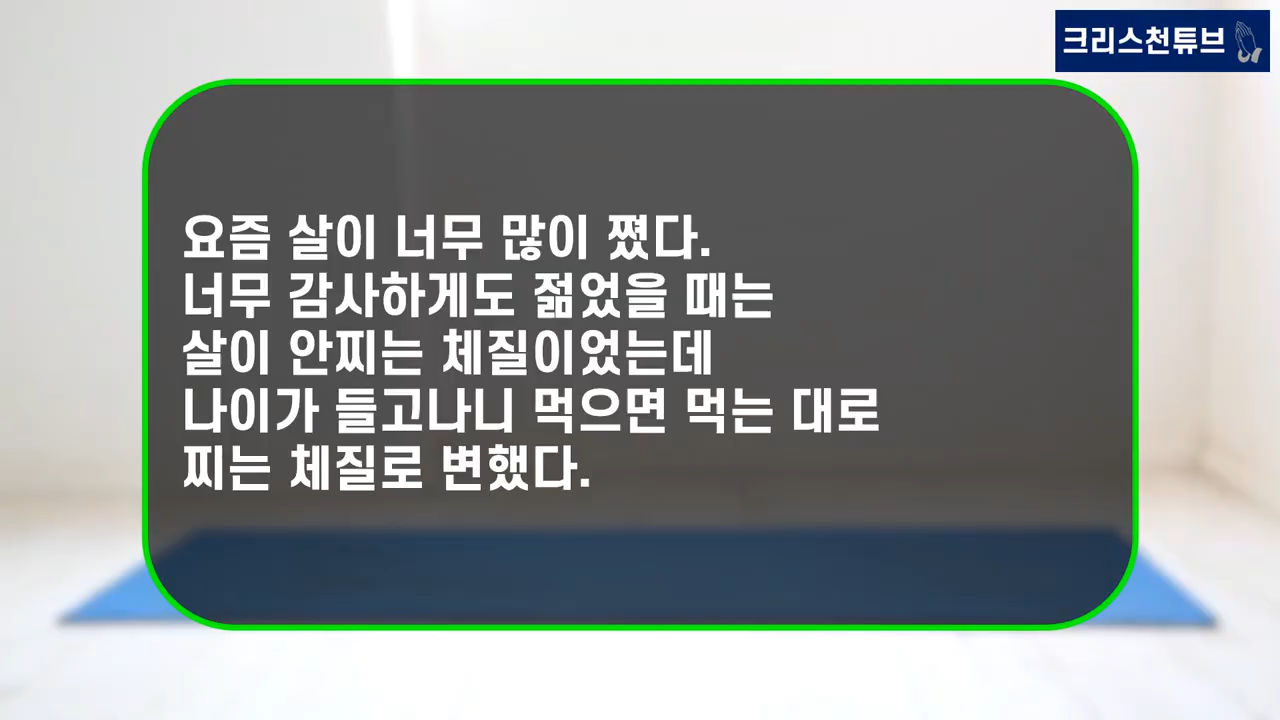 크리스천튜브
요즘 살이 너무 많이 쪘다.
너무 감사하게도 젊었을 때는
살이 안찌는 체질이었는데
나이가 들고나니 먹으면 먹는 대로
찌는 체질로 변했다.